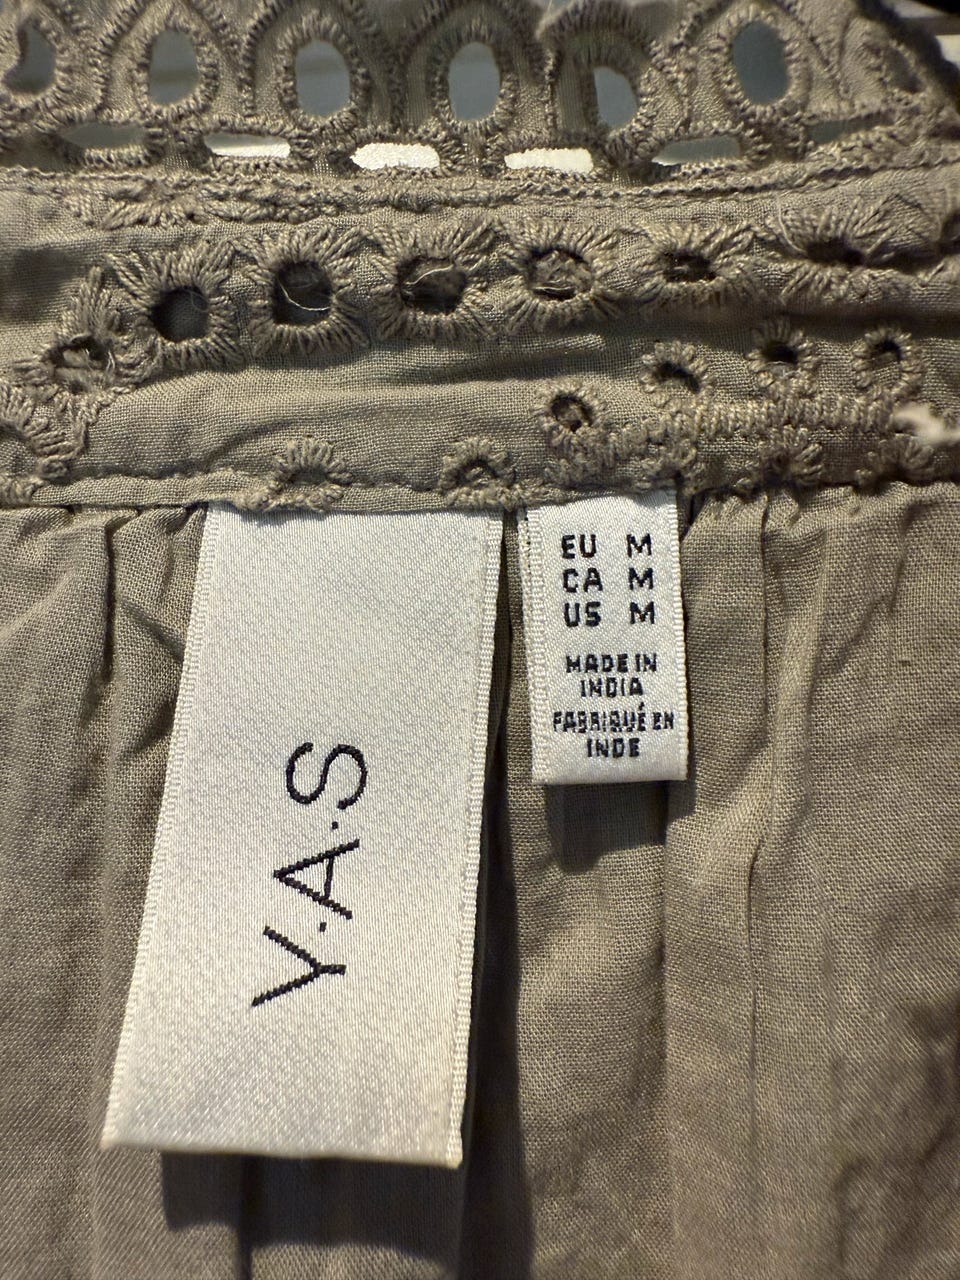 Y.A.S
EU M
CA M
US M
MADE IN
INDIA
FABRIQUÉ EN
INDE